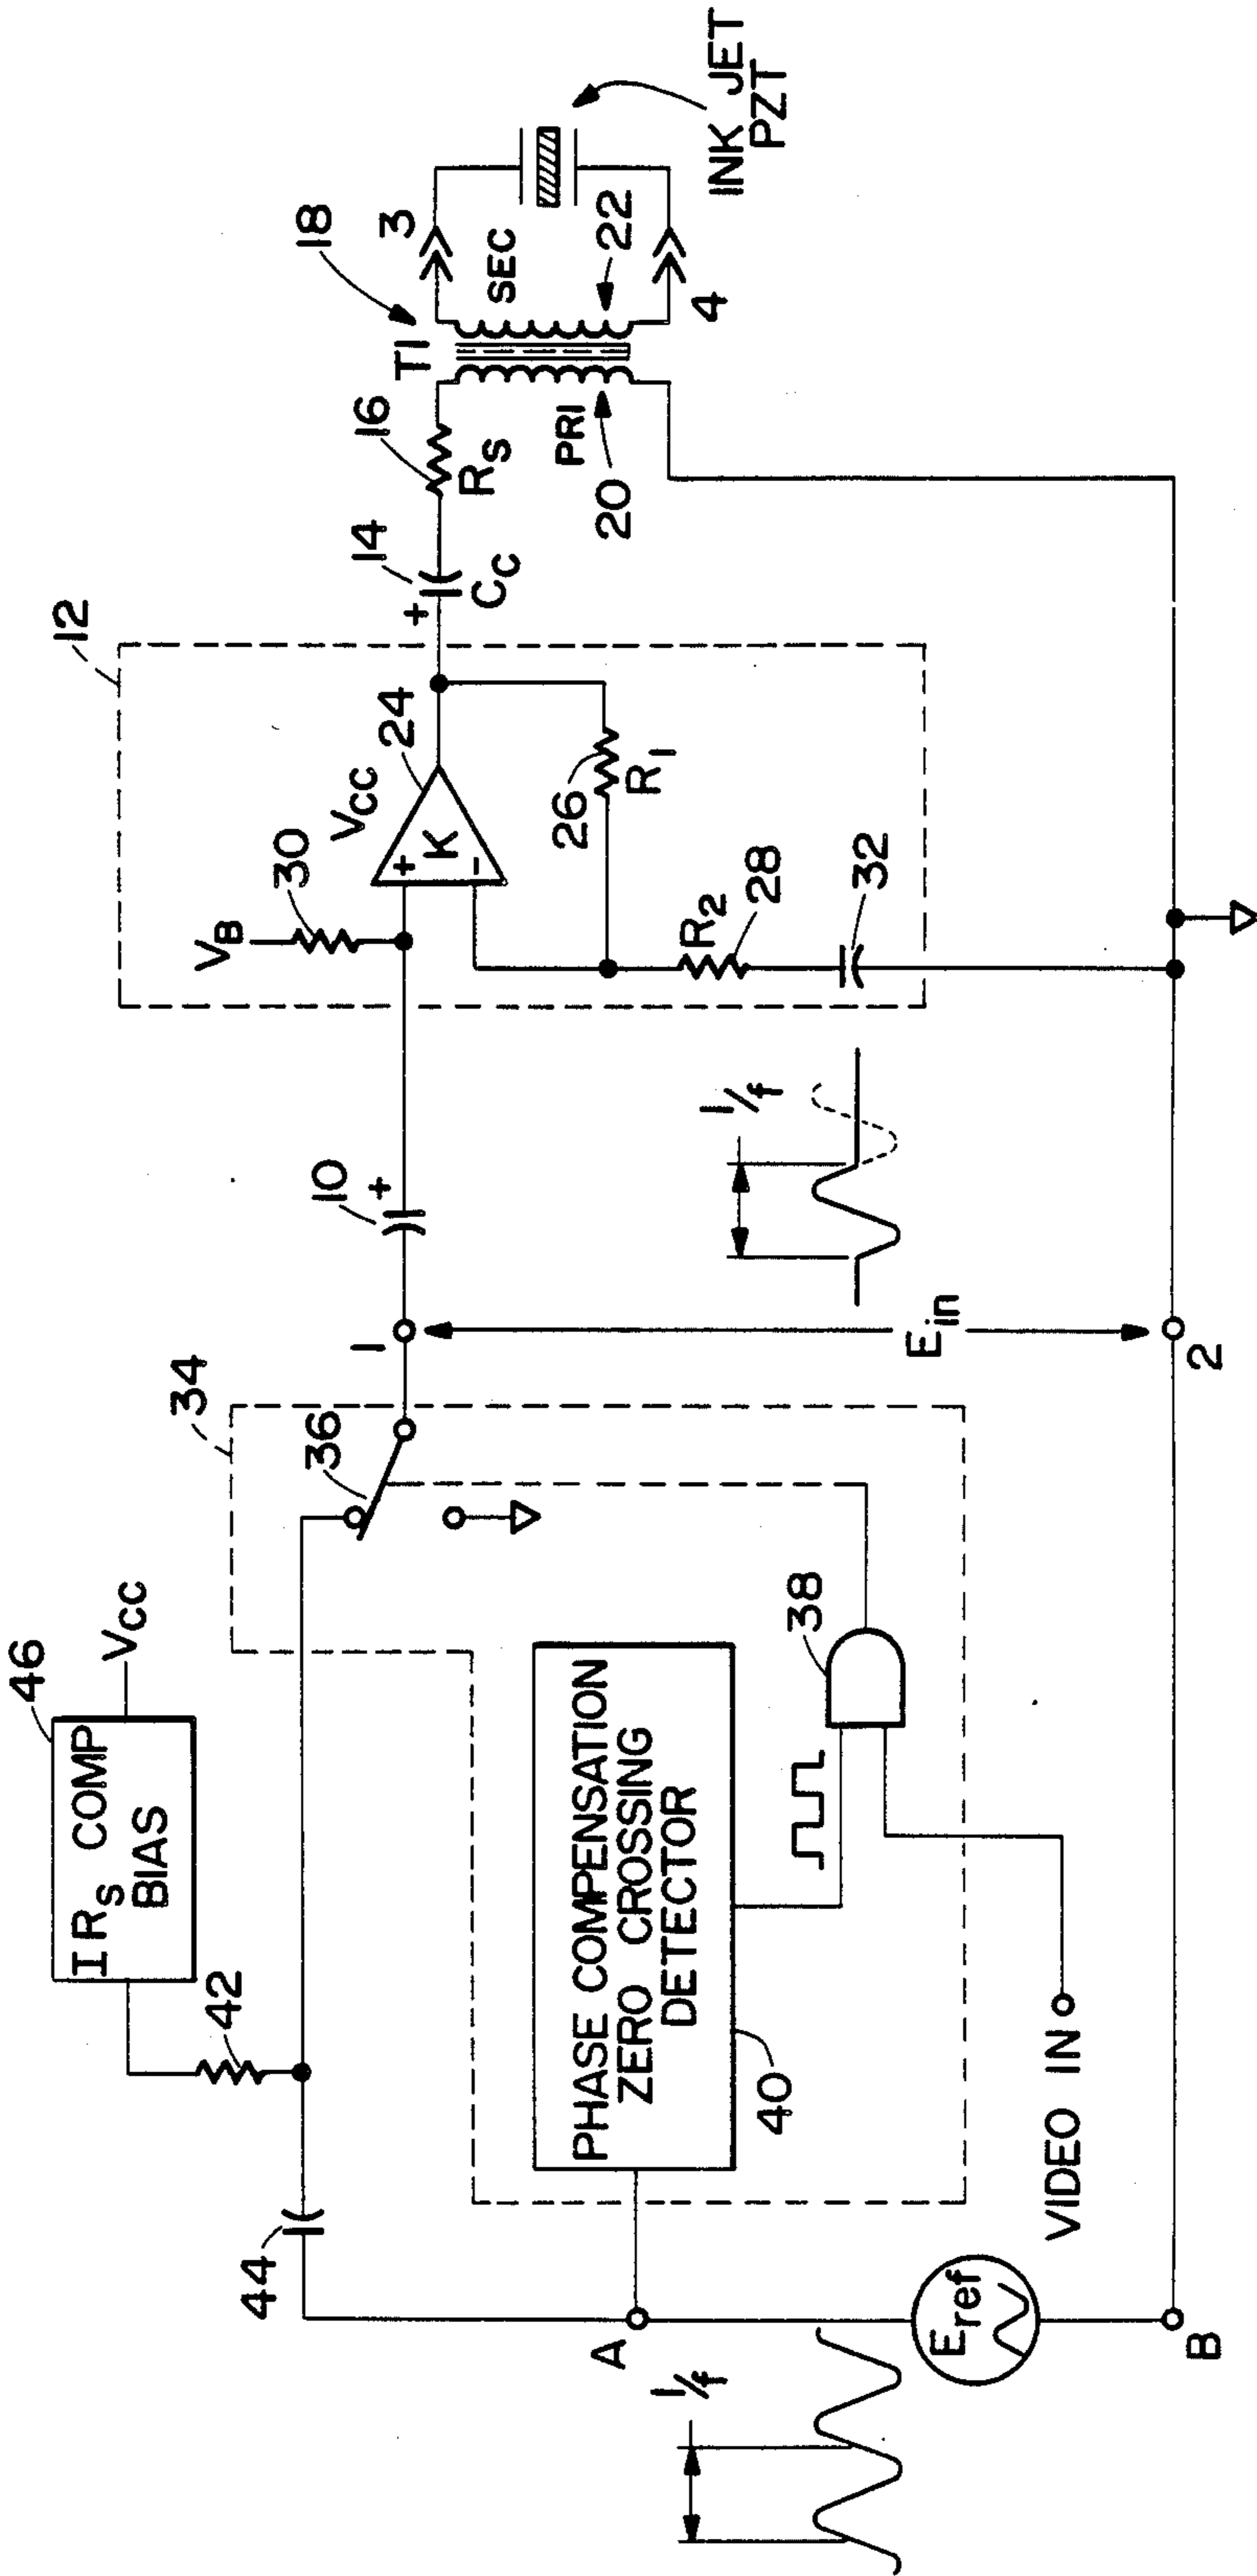 46
IRS COMP
BIAS
VCC
42
44
34
36
1
10
+
12
VB
30
VCC
24
+
K
-
26
R1
R2
28
32
+
14
CC
16
RS
18
T1
PRI
20
SEC
22
3
4
INK JET
PZT
PHASE COMPENSATION
ZERO CROSSING
DETECTOR
40
38
VIDEO IN
A
1/f
Eref
B
Ein
1/f
2